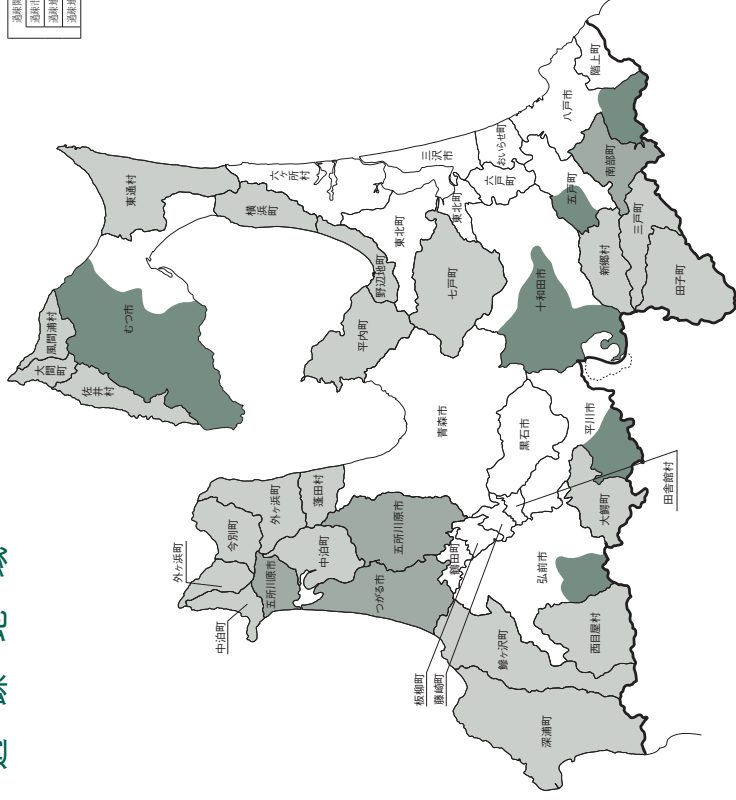 過疎市
階上町
八戸市
南部町
おいらせ町
三沢市
六ヶ所村
六戸町
五戸町
東通村
横浜町
東北町
東北町
三戸町
新郷村
田子町
野辺地町
七戸町
十和田市
むつ市
風間浦村
大間町
佐井村
平内町
青森市
黒石市
平川市
田舎館村
大鰐町
蓬田村
外ヶ浜町
今別町
外ヶ浜町
中泊町
五所川原市
五所川原市
中泊町
つがる市
鶴田町
弘前市
板柳町
藤崎町
鰺ヶ沢町
西目屋村
深浦町